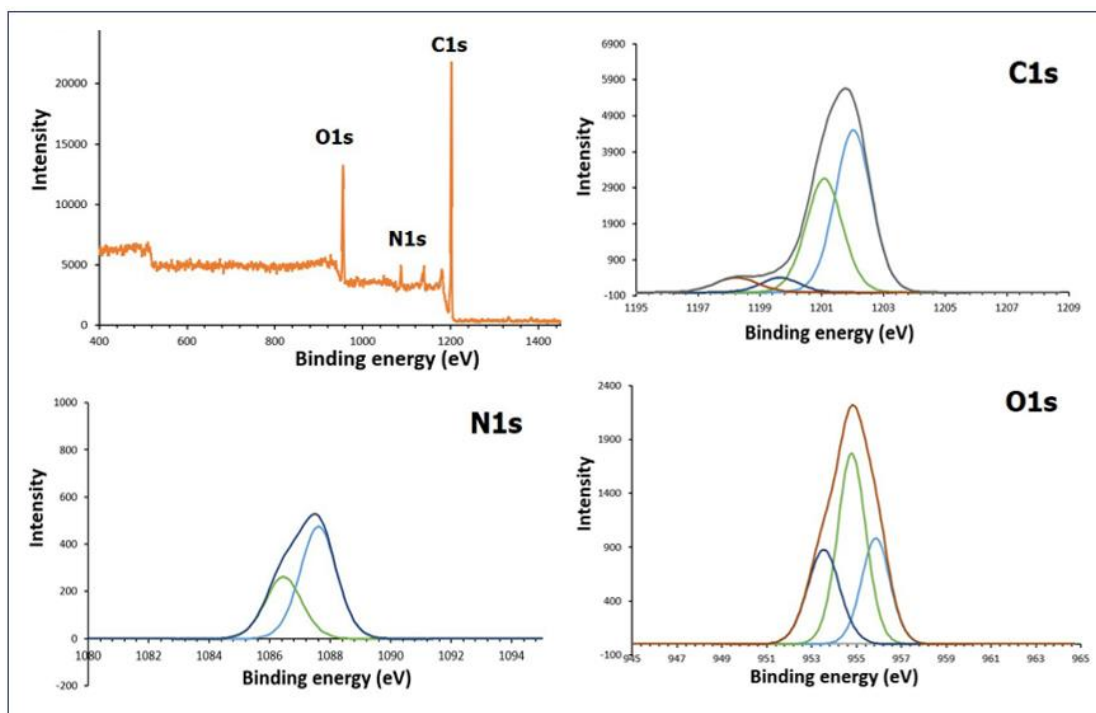 C1s
20000
15000
10000
5000
0
O1s
N1s
Intensity
400 600 800 1000 1200 1400
Binding energy (eV)
C1s
6900
5900
4900
3900
2900
1900
900
-100
Intensity
1195 1197 1199 1201 1203 1205 1207 1209
Binding energy (eV)
N1s
1000
800
600
400
200
0
-200
Intensity
1080 1082 1084 1086 1088 1090 1092 1094
Binding energy (eV)
O1s
2400
1900
1400
900
400
-100
Intensity
945 947 949 951 953 955 957 959 961 963 965
Binding energy (eV)